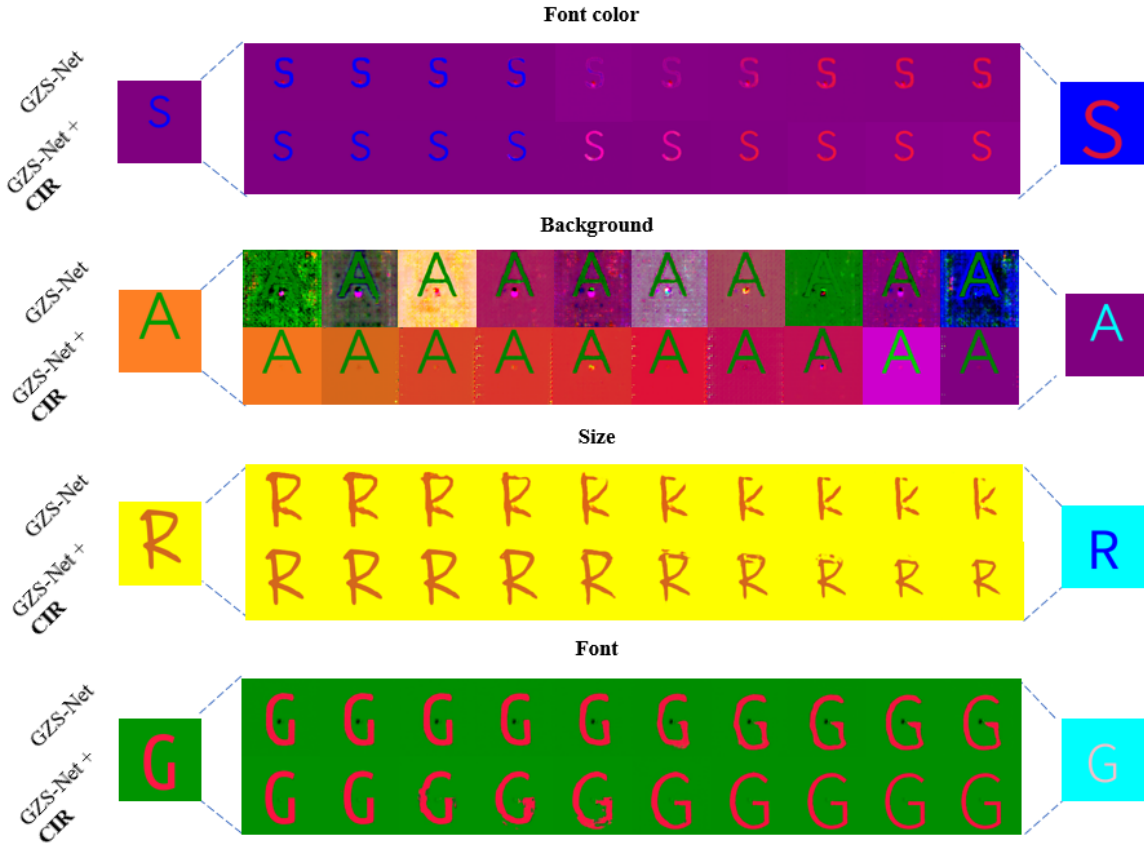 Font color
GZS-Net
GZS-Net +
CIR
S
S S S S S S S S S S
S S S S S S S S S S
S
Background
GZS-Net
GZS-Net +
CIR
A
A A A A A A A A A A
A A A A A A A A A A
A
Size
GZS-Net
GZS-Net +
CIR
R
R R R R R R R R R R
R R R R R R R R R R
R
Font
GZS-Net
GZS-Net +
CIR
G
G G G G G G G G G G
G G G G G G G G G G
G